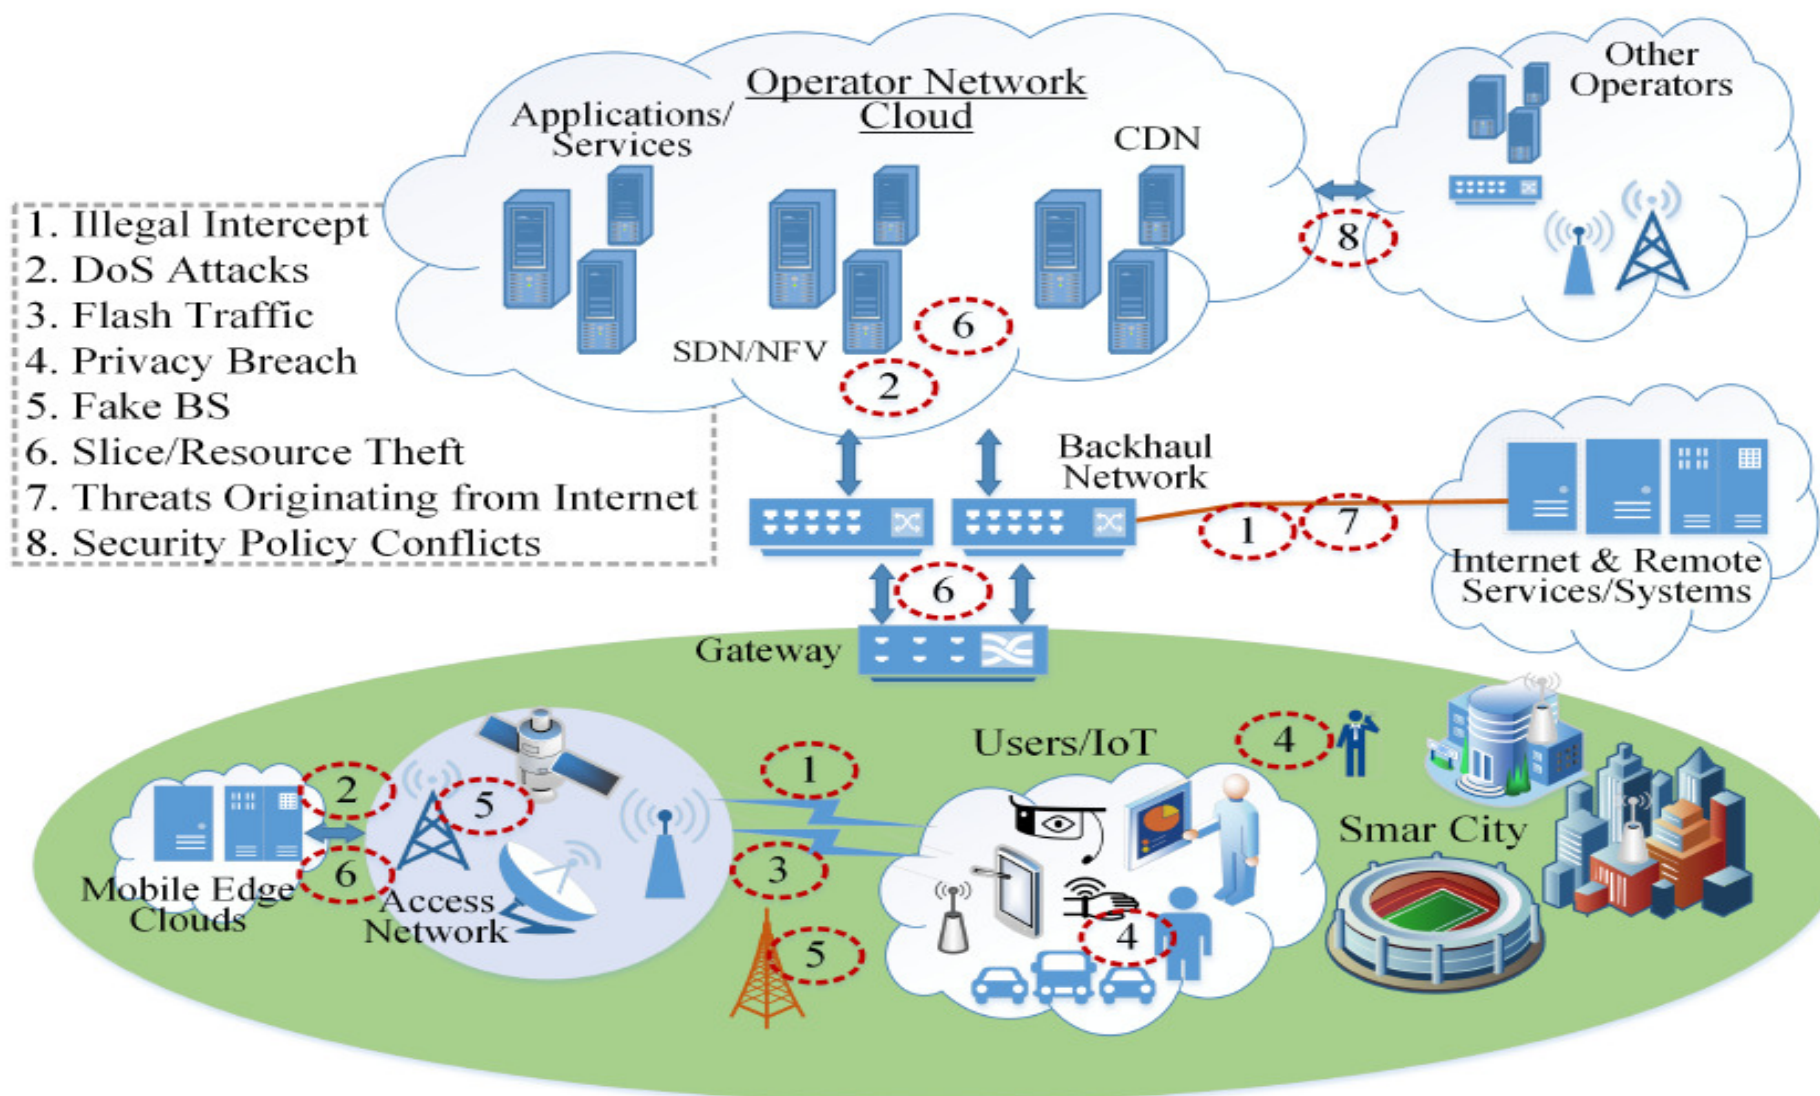 Operator Network
Cloud
Applications/
Services
CDN
SDN/NFV
6
2
Other
Operators
8
1. Illegal Intercept
2. DoS Attacks
3. Flash Traffic
4. Privacy Breach
5. Fake BS
6. Slice/Resource Theft
7. Threats Originating from Internet
8. Security Policy Conflicts
Backhaul
Network
1
7
Internet & Remote
Services/Systems
6
Gateway
2
5
6
Mobile Edge
Clouds
Access
Network
1
3
5
Users/IoT
4
4
Smar City